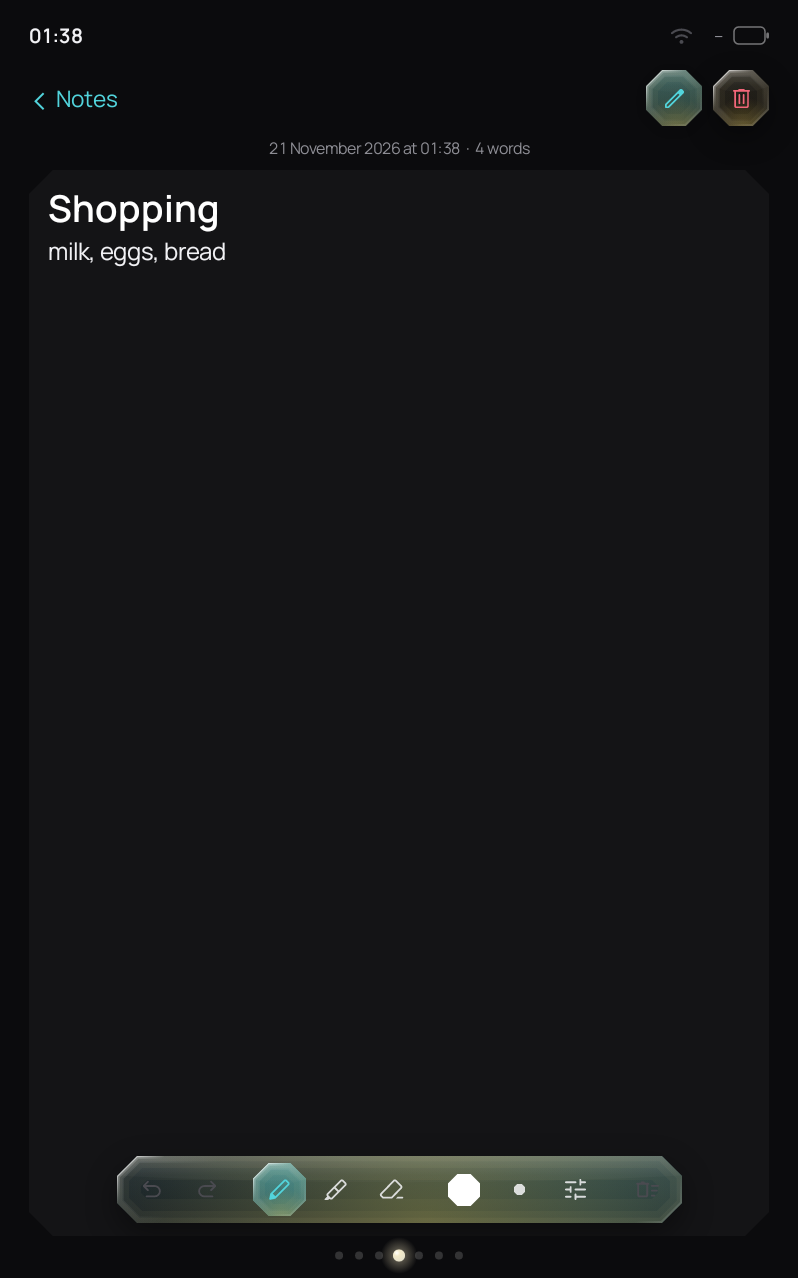 01:38
–
Notes
21 November 2026 at 01:38 · 4 words
Shopping
milk, eggs, bread